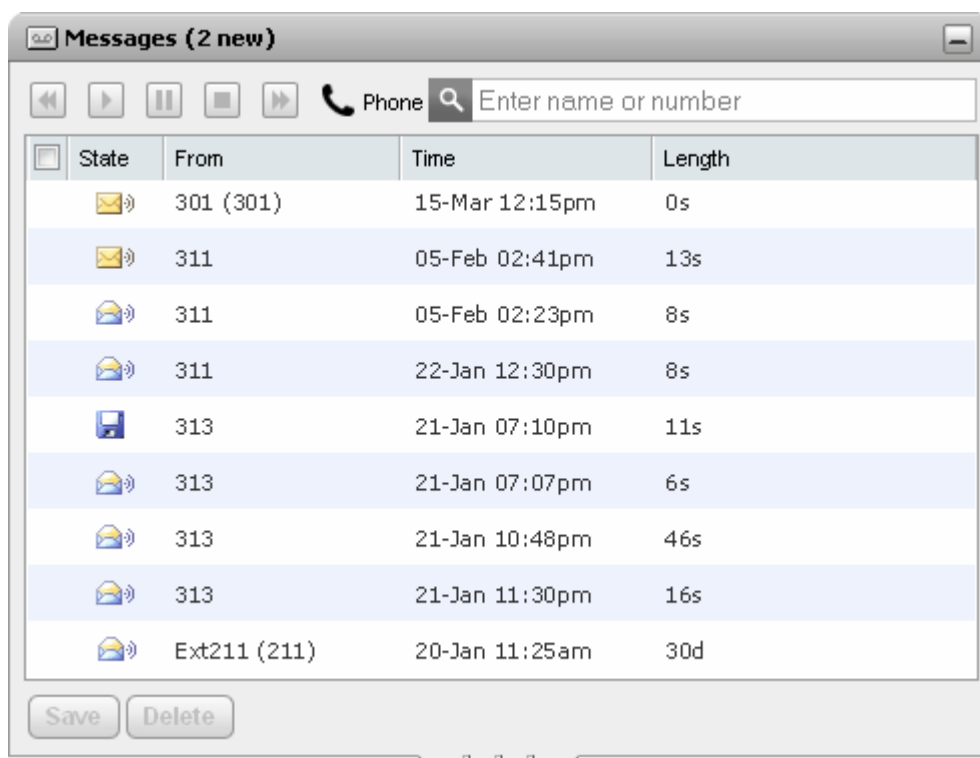 Messages (2 new)
Phone Enter name or number
State From Time Length
301 (301) 15-Mar 12:15pm 0s
311 05-Feb 02:41pm 13s
311 05-Feb 02:23pm 8s
311 22-Jan 12:30pm 8s
313 21-Jan 07:10pm 11s
313 21-Jan 07:07pm 6s
313 21-Jan 10:48pm 46s
313 21-Jan 11:30pm 16s
Ext211 (211) 20-Jan 11:25am 30d
Save Delete